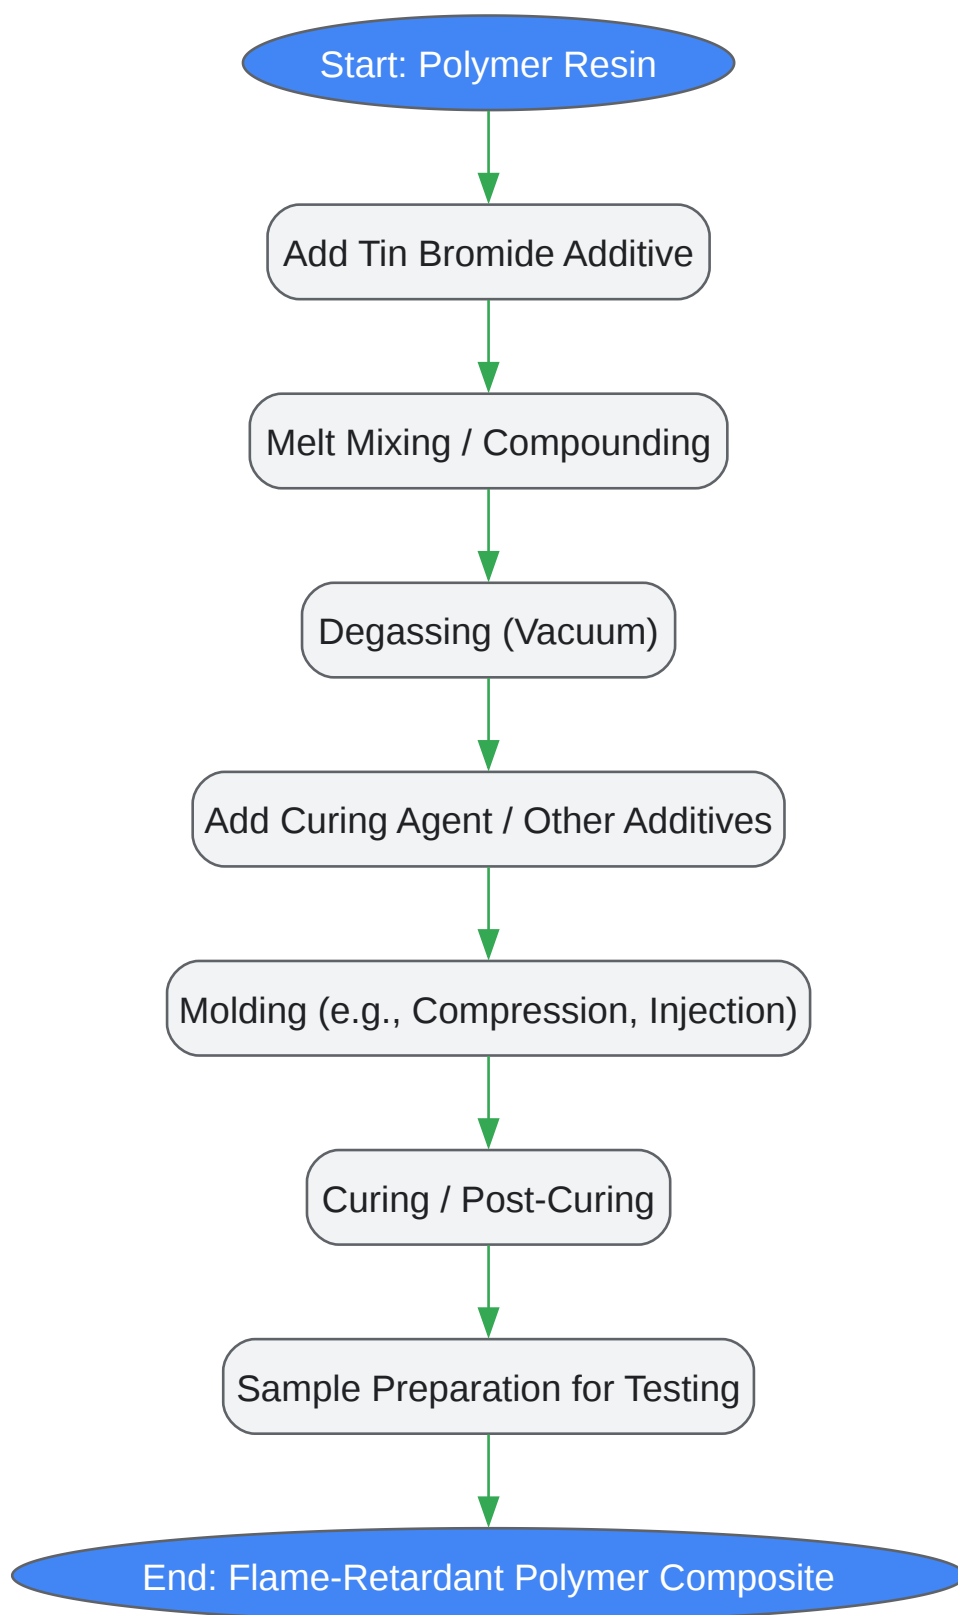 Start: Polymer Resin
Add Tin Bromide Additive
Melt Mixing / Compounding
Degassing (Vacuum)
Add Curing Agent / Other Additives
Molding (e.g., Compression, Injection)
Curing / Post-Curing
Sample Preparation for Testing
End: Flame-Retardant Polymer Composite